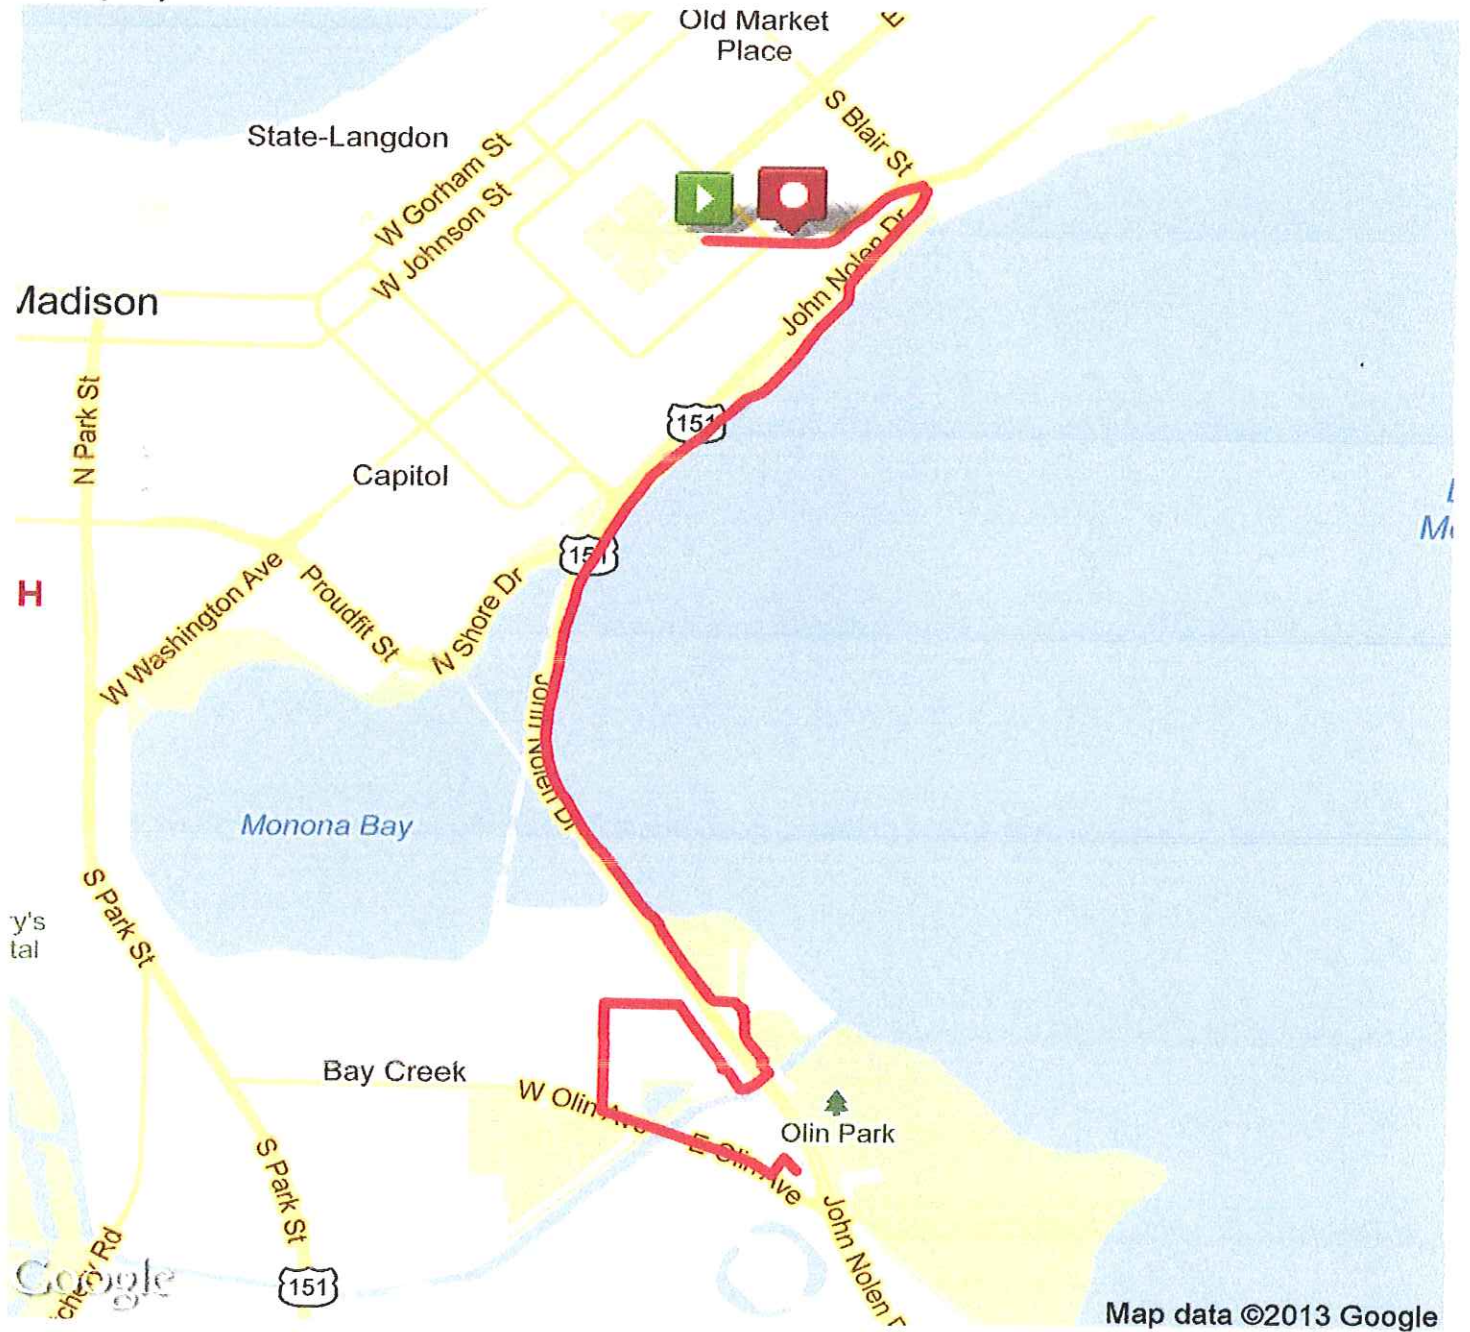 Old Market
Place
State-Langdon
S Blair St
W Gorham St
W Johnson St
John Nolen Dr
Madison
151
N Park St
Capitol
151
H
W Washington Ave
Proudfit St
N Shore Dr
John Nolen Dr
Monona Bay
S Park St
Bay Creek
W Olin Ave
Olin Park
E Olin Ave
S Park St
John Nolen
151
Google
Map data ©2013 Google